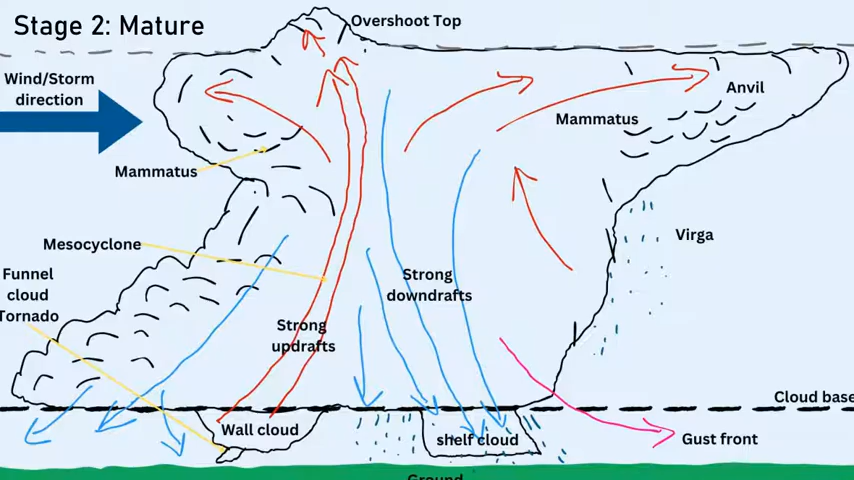 Stage 2: Mature
Overshoot Top
Wind/Storm
direction
Anvil
Mammatus
Mammatus
Mesocyclone
Virga
Funnel
cloud
Tornado
Strong
downdrafts
Strong
updrafts
Cloud base
Wall cloud
shelf cloud
Gust front
Ground